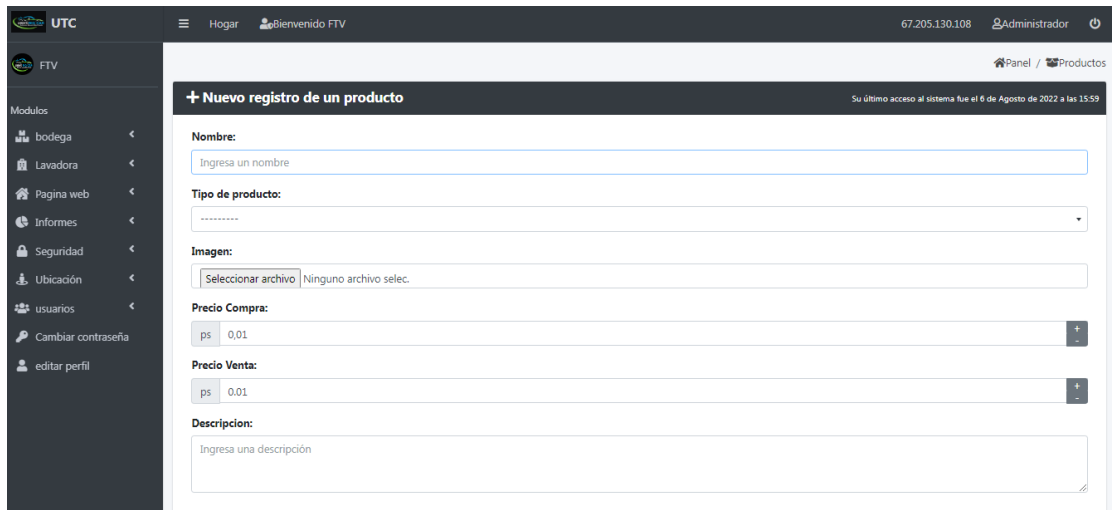 UTC
Hogar Bienvenido FTV 67.205.130.108 Administrador
FTV
Panel / Productos
Modulos
Nuevo registro de un producto Su último acceso al sistema fue el 6 de Agosto de 2022 a las 15:59
bodega
Lavadora
Pagina web
Informes
Seguridad
Ubicación
usuarios
Cambiar contraseña
editar perfil
Nombre:
Ingresa un nombre
Tipo de producto:
---------
Imagen:
Seleccionar archivo Ninguno archivo selec.
Precio Compra:
ps 0,01 + -
Precio Venta:
ps 0.01 + -
Descripcion:
Ingresa una descripción